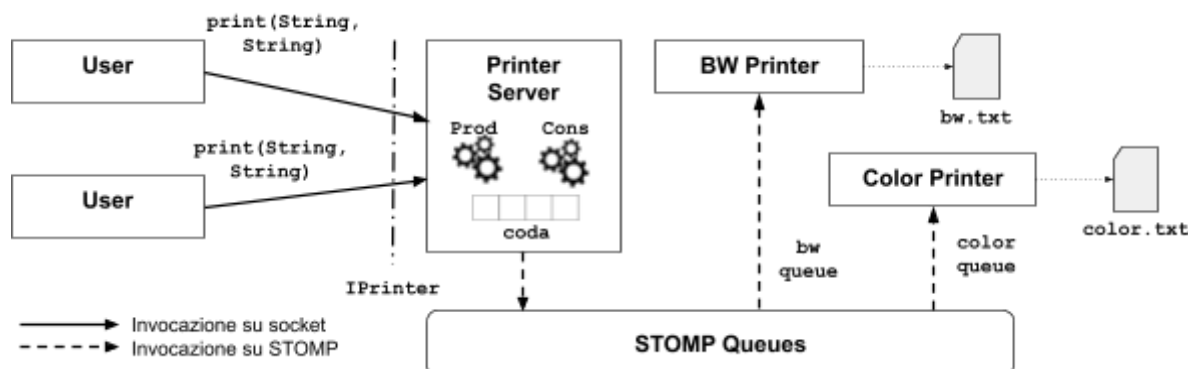 print(String,
String)
User
Printer
Server
BW Printer
Prod
Cons
bw.txt
print(String,
String)
User
Color Printer
coda
color.txt
bw
queue
color
queue
IPrinter
Invocazione su socket
Invocazione su STOMP
STOMP Queues